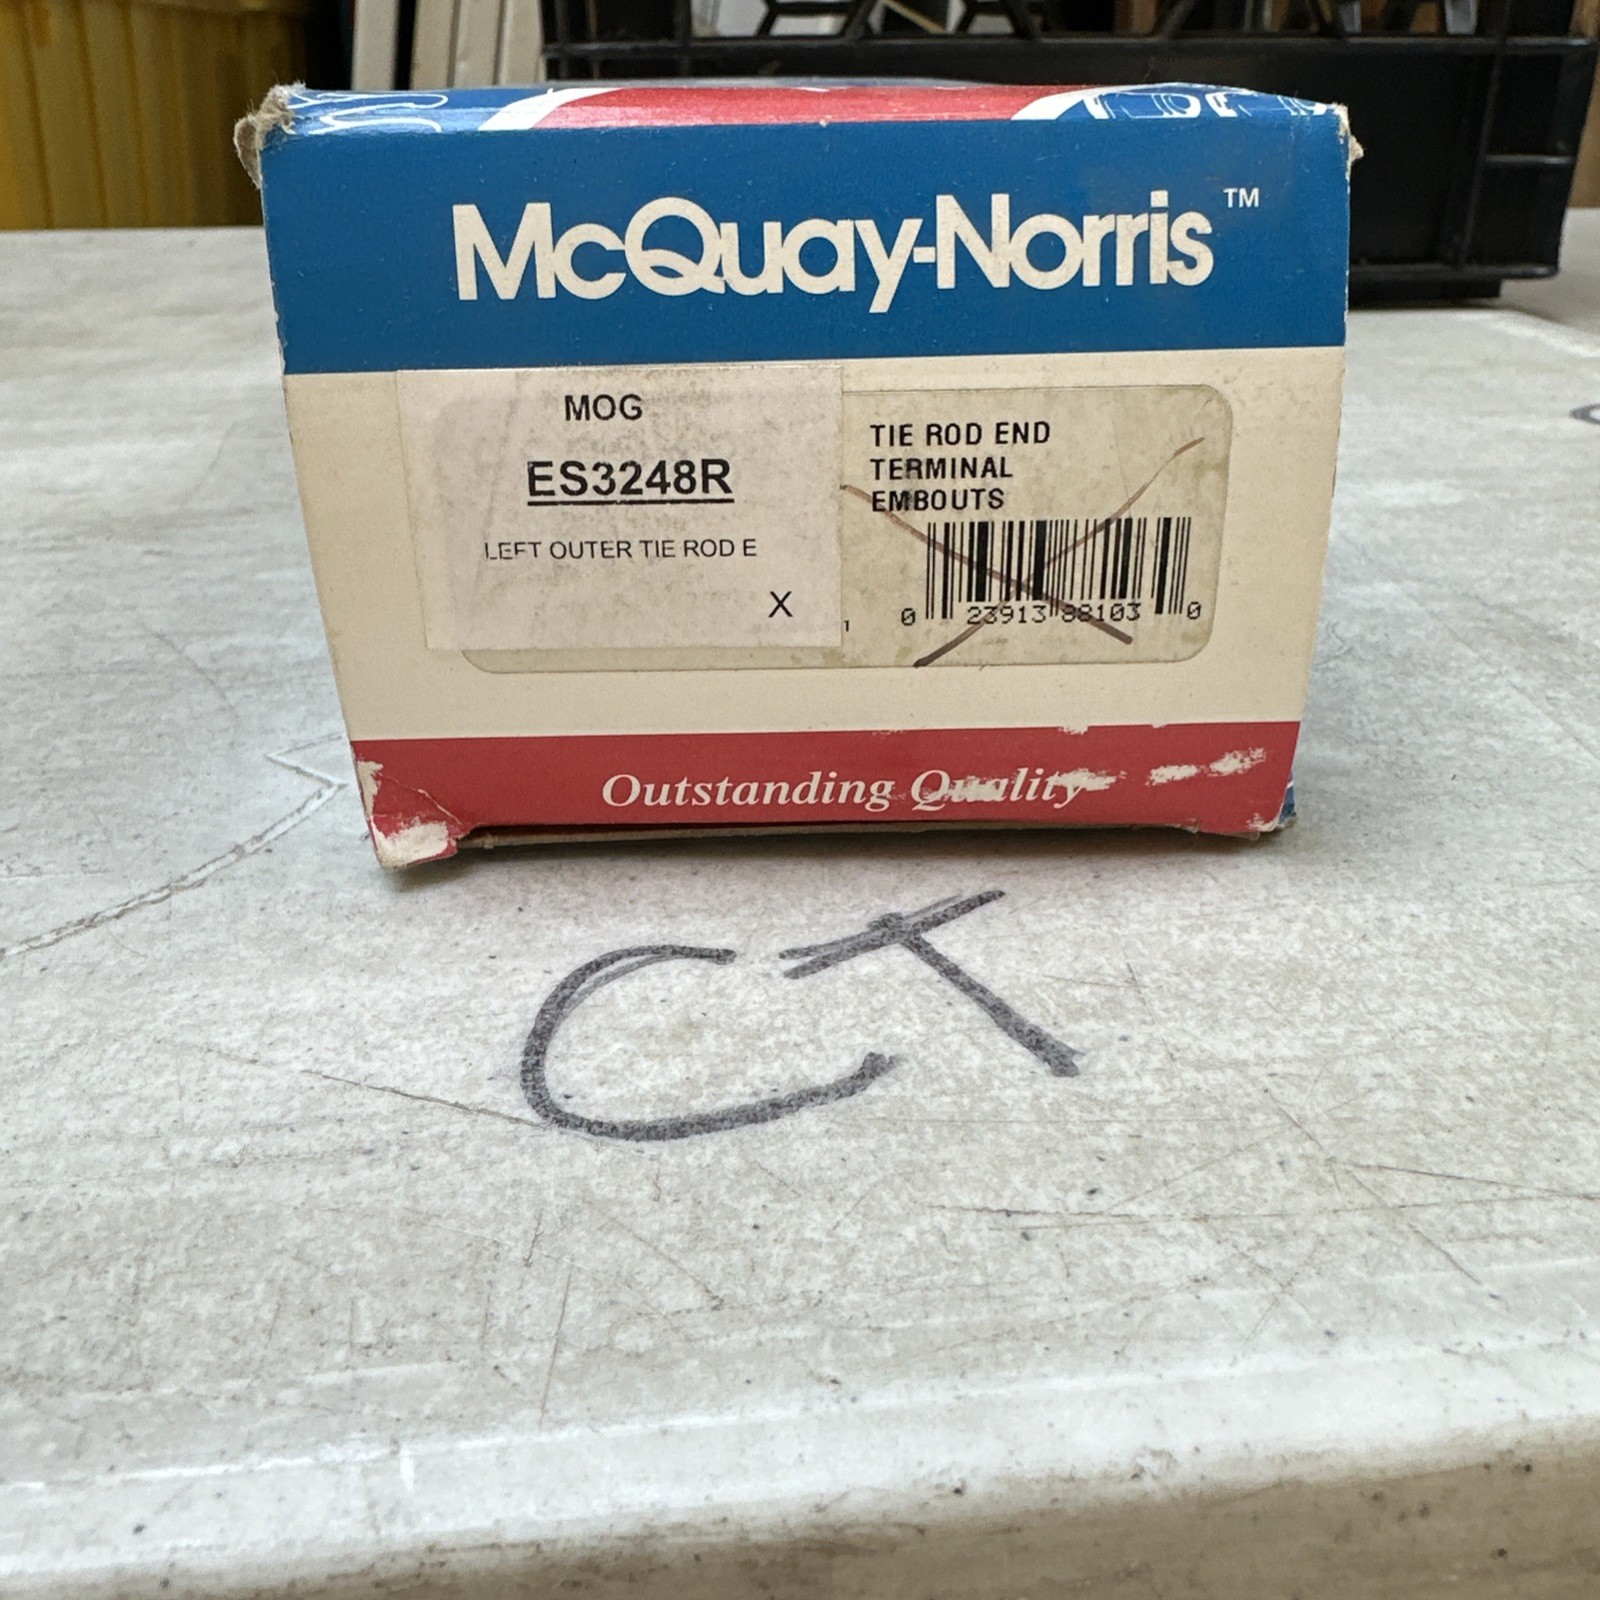 McQuay-Norris™
MOG
ES3248R
LEFT OUTER TIE ROD E
X
TIE ROD END
TERMINAL
EMBOUTS
1
0 23913 88103 0
Outstanding Quality
CT